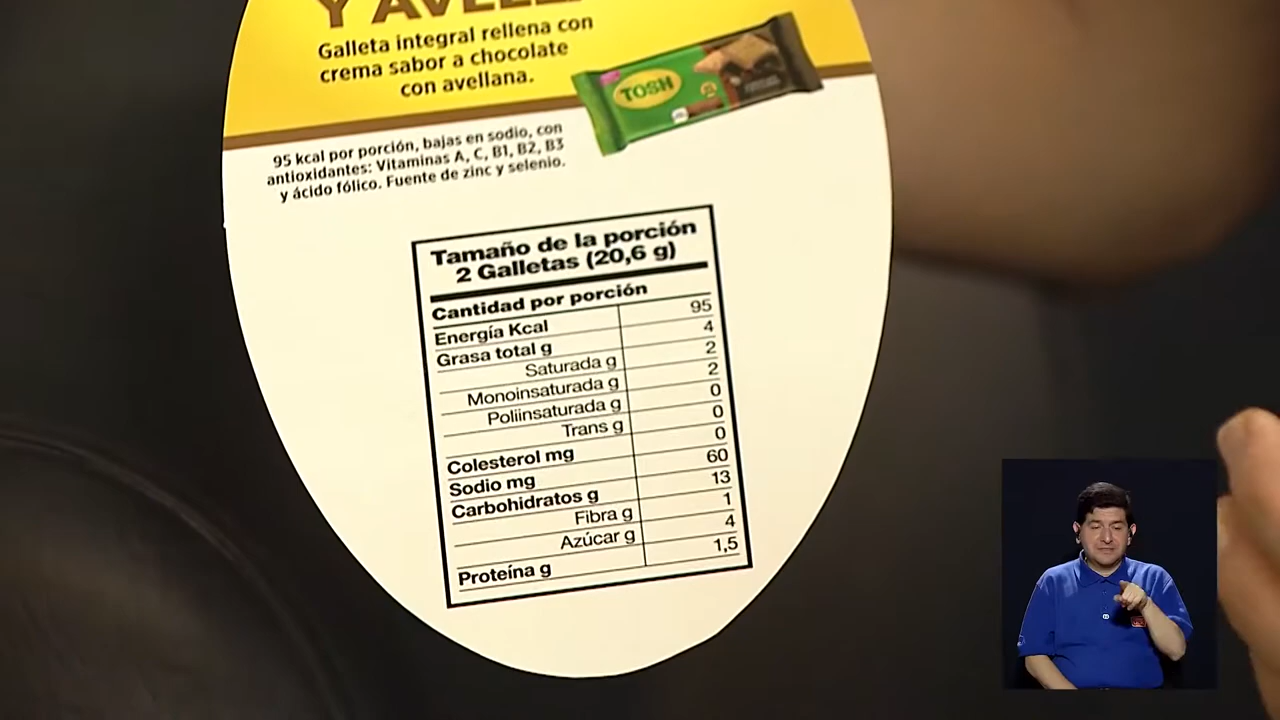 Galleta integral rellena con
crema sabor a chocolate
con avellana.
TOSH
95 kcal por porción, bajas en sodio, con
antioxidantes: Vitaminas A, C, B1, B2, B3
y ácido fólico. Fuente de zinc y selenio.
Tamaño de la porción
2 Galletas (20,6 g)
Cantidad por porción
Energía Kcal 95
Grasa total g 4
Saturada g 2
Monoinsaturada g 2
Poliinsaturada g 0
Trans g 0
Colesterol mg 0
Sodio mg 60
Carbohidratos g 13
Fibra g 1
Azúcar g 4
Proteína g 1,5